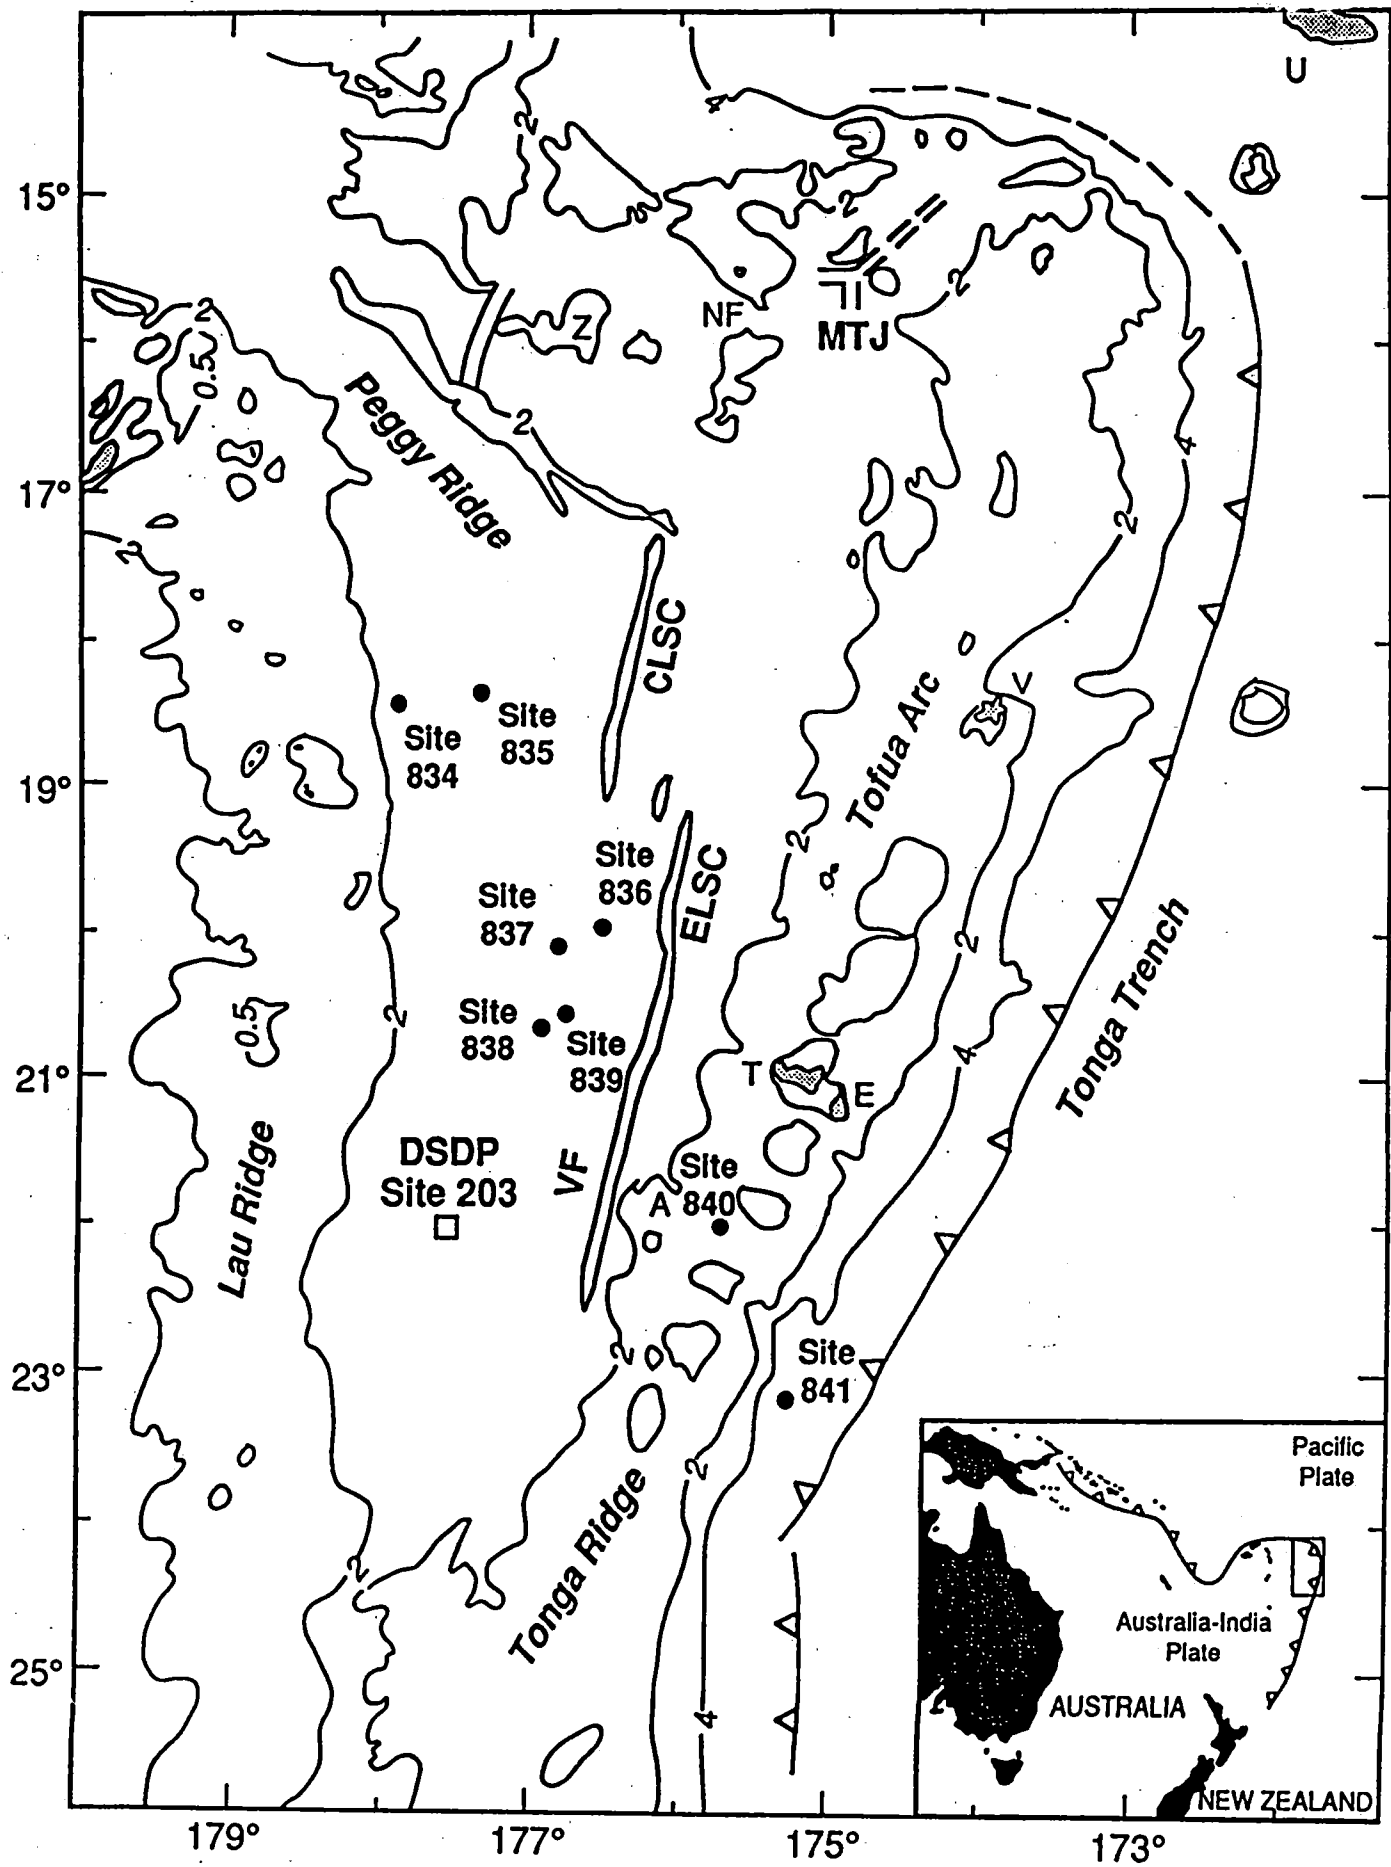 U
4
2
15°
2
2
NF
MTJ
Z
2
0.5
2
Peggy Ridge
4
17°
2
2
CLSC
V
Site
834
Site
835
Tofua Arc
19°
2
Site
836
Site
837
ELSC
2
Tonga Trench
0.5
2
Site
838
Site
839
4
21°
T
E
Lau Ridge
DSDP
Site 203
VF
Site
840
A
2
Site
841
23°
2
Tonga Ridge
2
25°
4
Pacific
Plate
Australia-India
Plate
AUSTRALIA
NEW ZEALAND
179°
177°
175°
173°